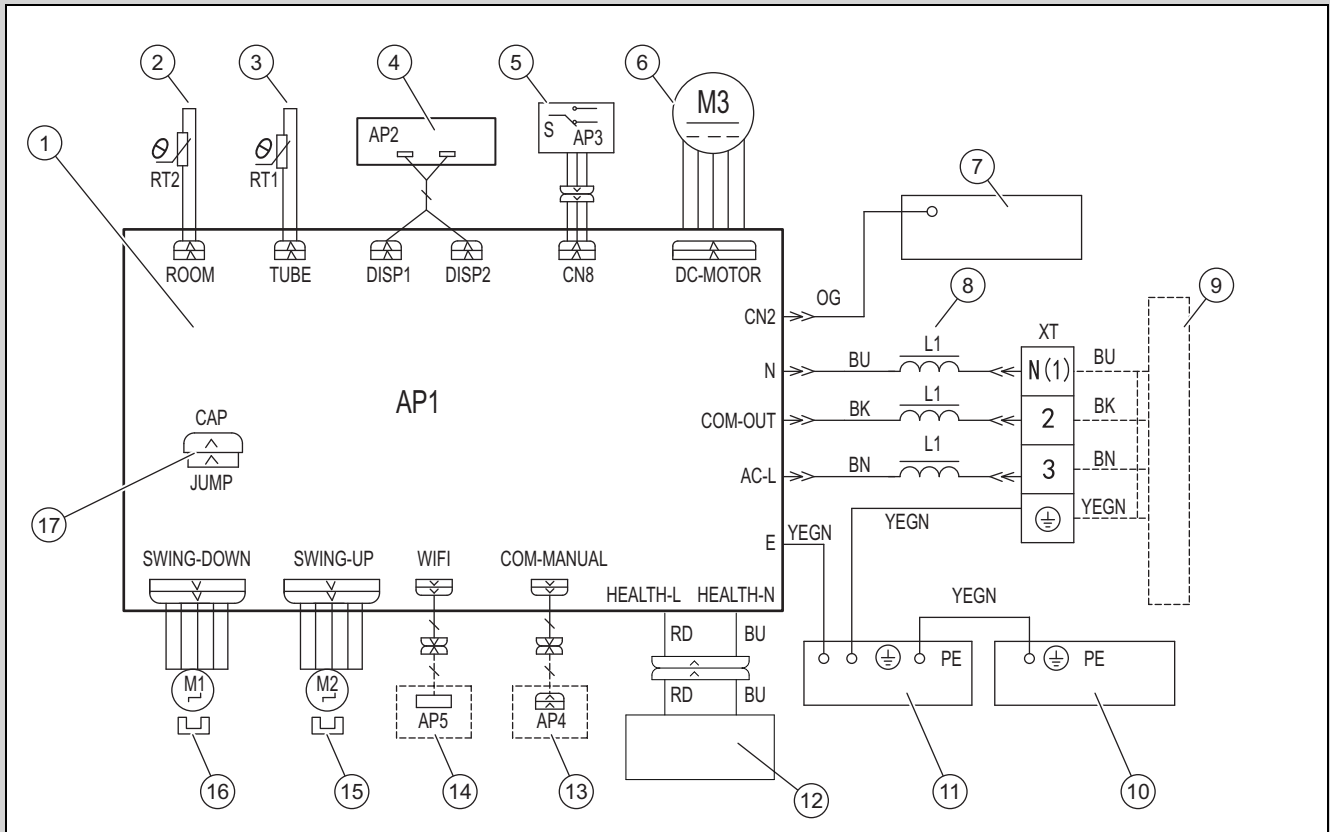 2
3
4
5
6
1
M3
AP2
S
AP3
RT2
RT1
7
ROOM
TUBE
DISP1
DISP2
CN8
DC-MOTOR
8
9
CN2
OG
XT
L1
N
BU
N(1)
BU
AP1
CAP
JUMP
L1
COM-OUT
BK
2
BK
L1
AC-L
BN
3
BN
17
YEGN
YEGN
E
YEGN
SWING-DOWN
SWING-UP
WIFI
COM-MANUAL
HEALTH-L
HEALTH-N
YEGN
RD
BU
PE
PE
M1
M2
RD
BU
AP5
AP4
16
15
14
13
12
11
10